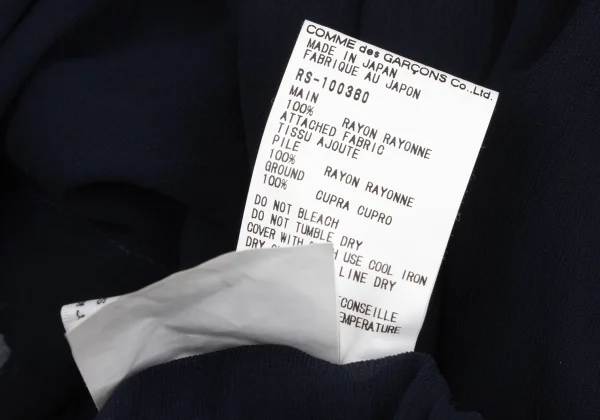 COMME des GARÇONS Co.,Ltd.
MADE IN JAPAN
FABRIQUE AU JAPON
RS-100380
MAIN
100% RAYON RAYONNE
ATTACHED FABRIC
TISSU AJOUTE
PILE
100% RAYON RAYONNE
GROUND
100% CUPRA CUPRO
DO NOT BLEACH
DO NOT TUMBLE DRY
COVER WITH USE COOL IRON
DRY LINE DRY
CONSEILLE